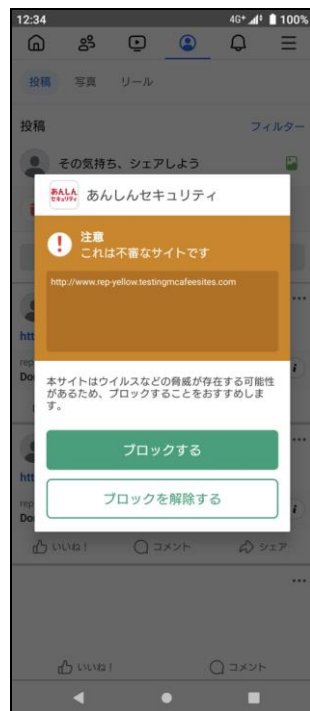 12:34
4G+
100%
投稿
写真
リール
投稿
フィルター
その気持ち、シェアしよう
あんしん
セキュリティ
あんしんセキュリティ
注意
これは不審なサイトです
http://www.rep-yellow.testingmcafeesites.com
htt
rep
Do
本サイトはウイルスなどの脅威が存在する可能性
があるため、ブロックすることをおすすめしま
す。
ブロックする
ブロックを解除する
htt
rep
Do
いいね！
コメント
シェア
いいね！
コメント